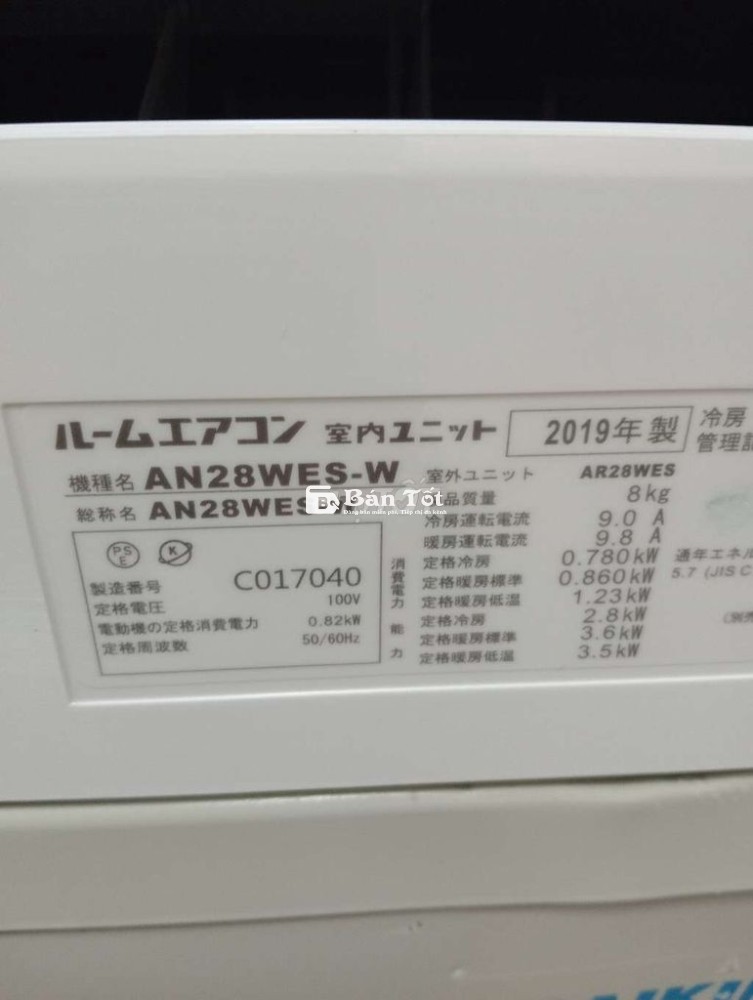 ルームエアコン 室内ユニット 2019年 製
機種名 AN28WES-W 室外ユニット AR28WES
総称名 AN28WES 品質量 8kg
冷房運転電流 9.0 A
暖房運転電流 9.8 A
消費電力 定格冷房 0.780kW
定格暖房標準 0.860kW
定格暖房低温 1.23kW
能力 定格冷房 2.8kW
定格暖房標準 3.6kW
定格暖房低温 3.5kW
PSE
製造番号 C017040
定格電圧 100V
電動機の定格消費電力 0.82kW
定格周波数 50/60Hz
冷房
管理
通年エネル
5.7 (JIS C
Bán Tốt